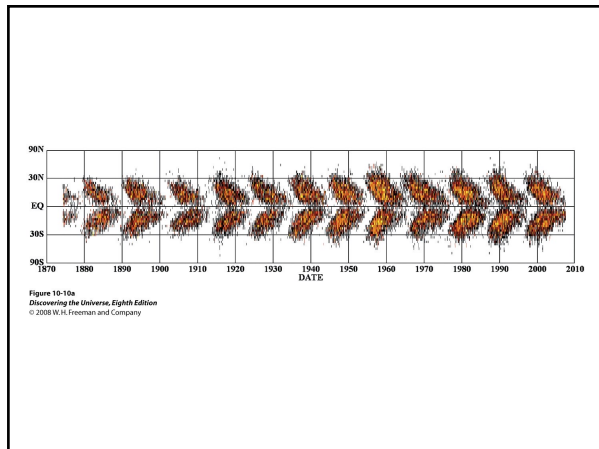 90N
30N
EQ
30S
90S
1870 1880 1890 1900 1910 1920 1930 1940 1950 1960 1970 1980 1990 2000 2010
DATE
Figure 10-10a
Discovering the Universe, Eighth Edition
© 2008 W. H. Freeman and Company